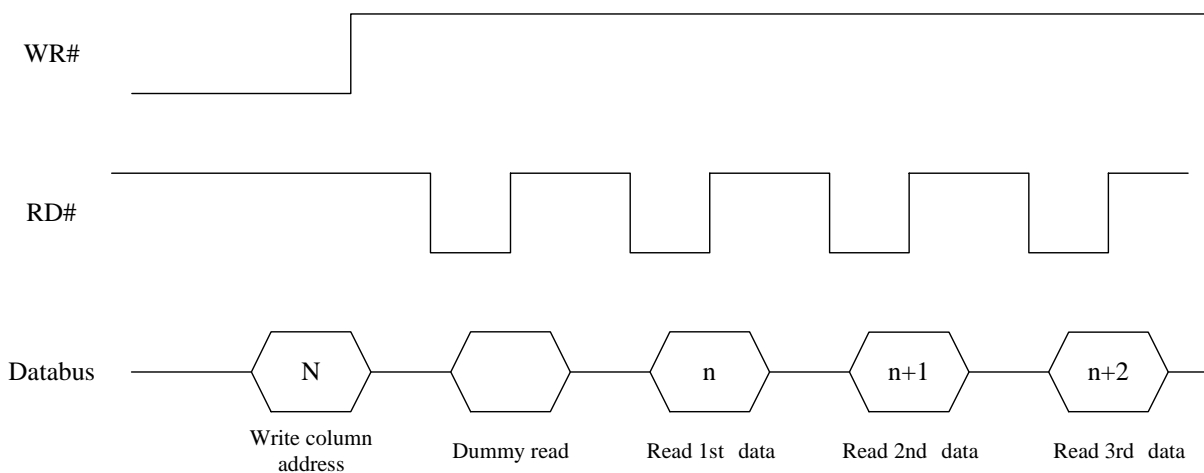 WR#
RD#
Databus
N
n
n+1
n+2
Write column
address
Dummy read
Read 1st data
Read 2nd data
Read 3rd data